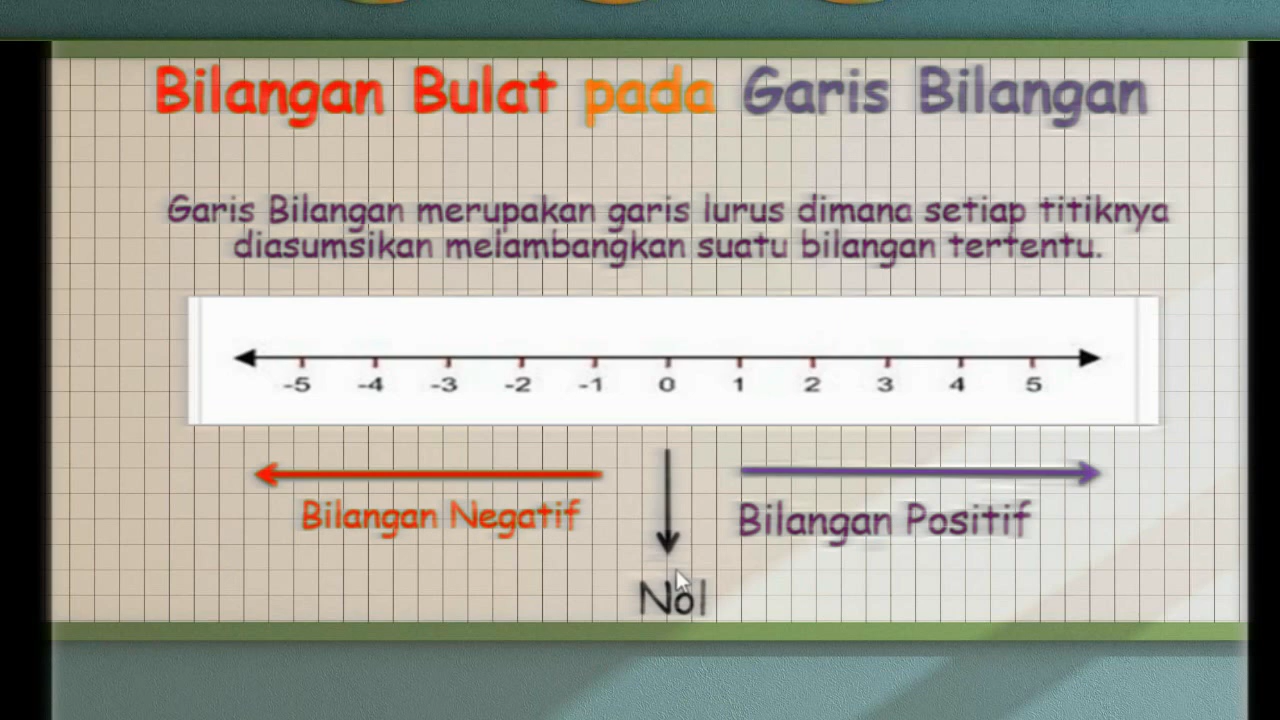 Bilangan Bulat pada Garis Bilangan
Garis Bilangan merupakan garis lurus dimana setiap titiknya
diasumsikan melambangkan suatu bilangan tertentu.
-5 -4 -3 -2 -1 0 1 2 3 4 5
Bilangan Negatif
Bilangan Positif
Nol